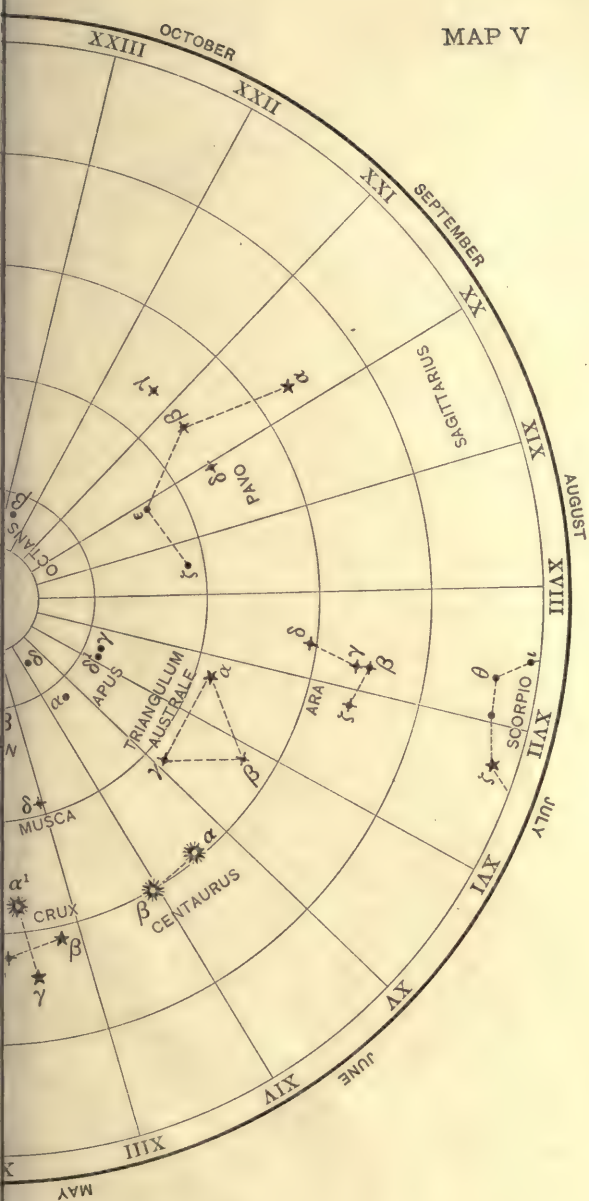 MAP V
OCTOBER
XXIII
XXII
XXI
SEPTEMBER
XX
SAGITTARIUS
XIX
AUGUST
XVIII
γ
α
β
δ
PAVO
ε
ζ
β
OCTANS
δ
γ
δ¹
APUS
α
TRIANGULUM
AUSTRALE
α
γ
β
δ
γ
β
ζ
ARA
ι
θ
SCORPIO
ζ
XVII
JULY
XVI
β
N
δ
MUSCA
α
β
CENTAURUS
α¹
CRUX
β
γ
XV
JUNE
XIV
XIII
X
MAY